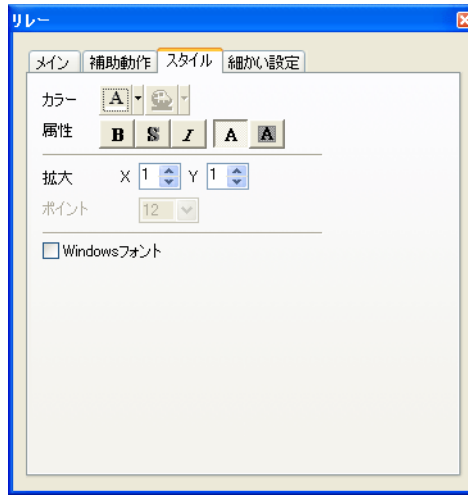 リレー
メイン 補助動作 スタイル 細かい設定
カラー A
属性 B S I A A
拡大 X 1 Y 1
ポイント 12
Windowsフォント